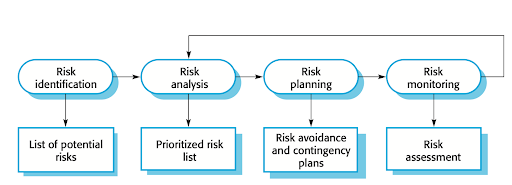 Risk
identification
Risk
analysis
Risk
planning
Risk
monitoring
List of potential
risks
Prioritized risk
list
Risk avoidance
and contingency
plans
Risk
assessment